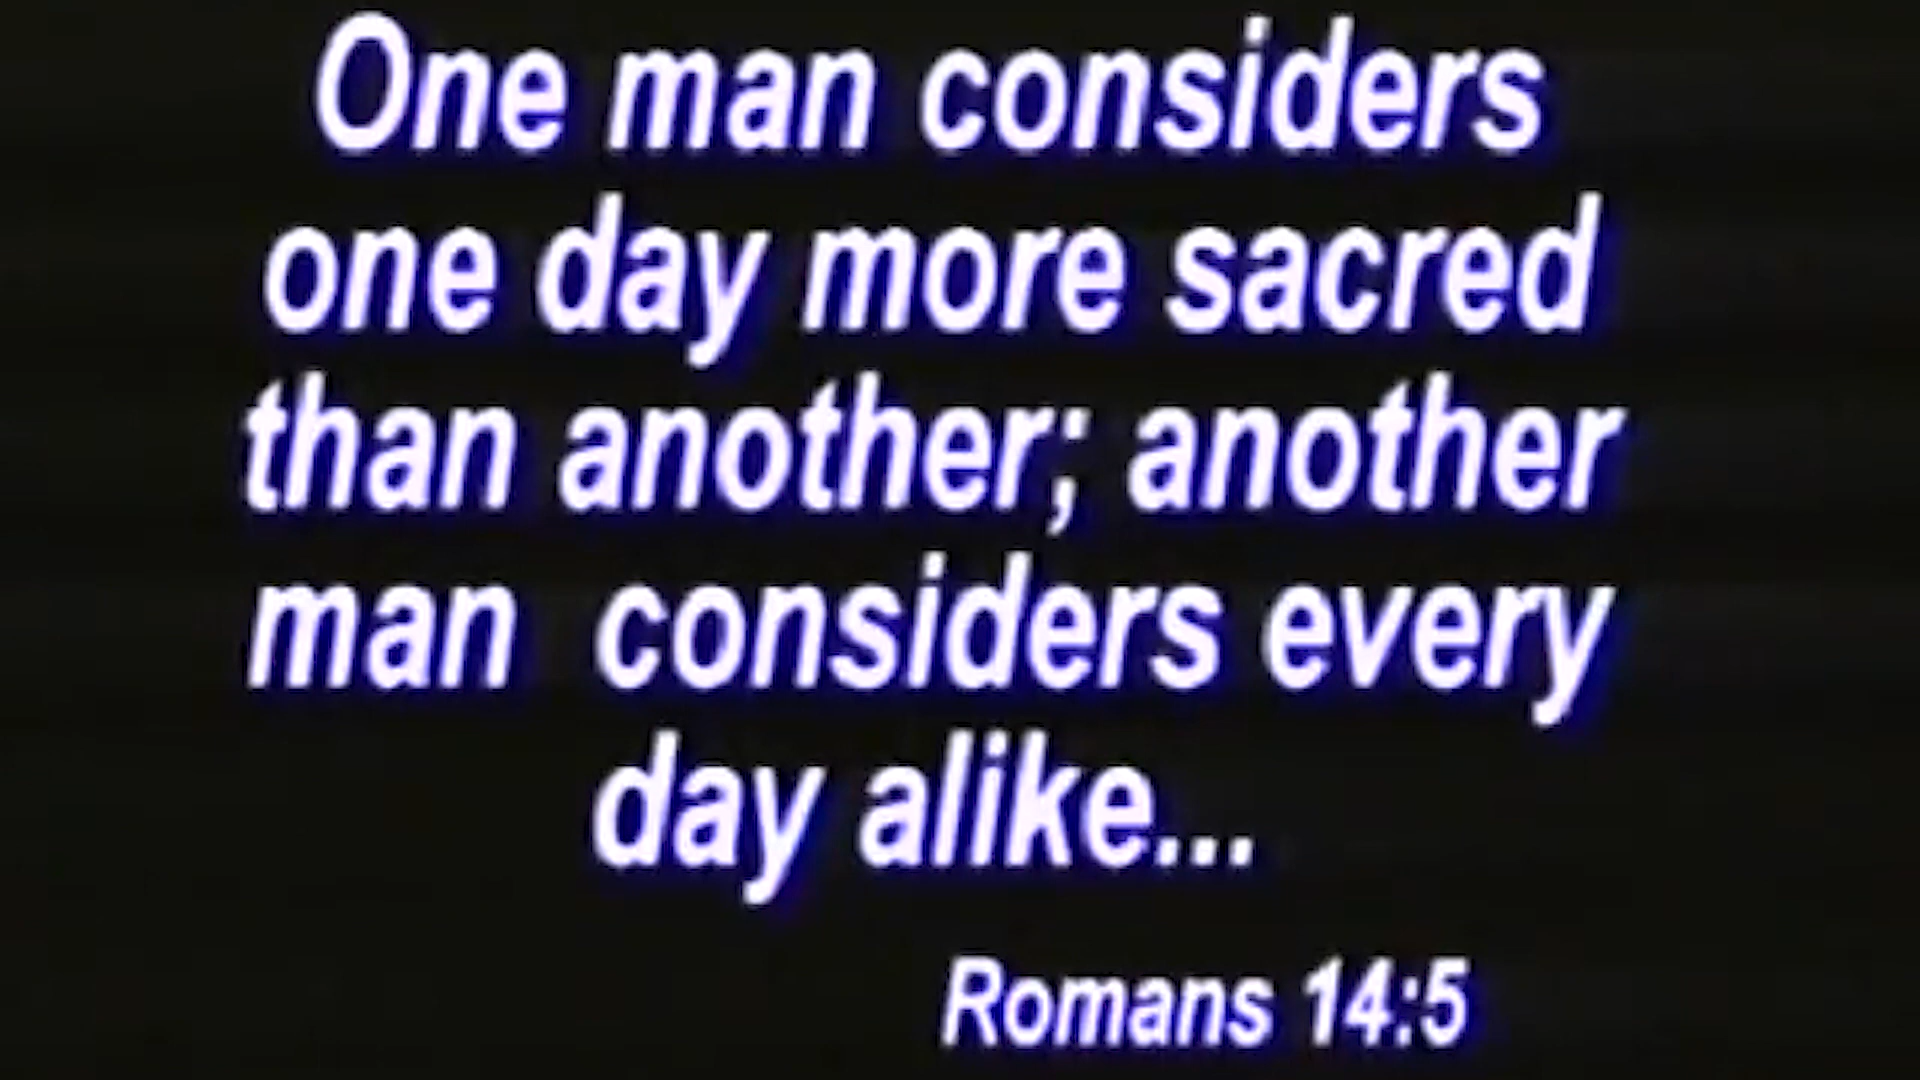 One man considers
one day more sacred
than another; another
man considers every
day alike...
Romans 14:5